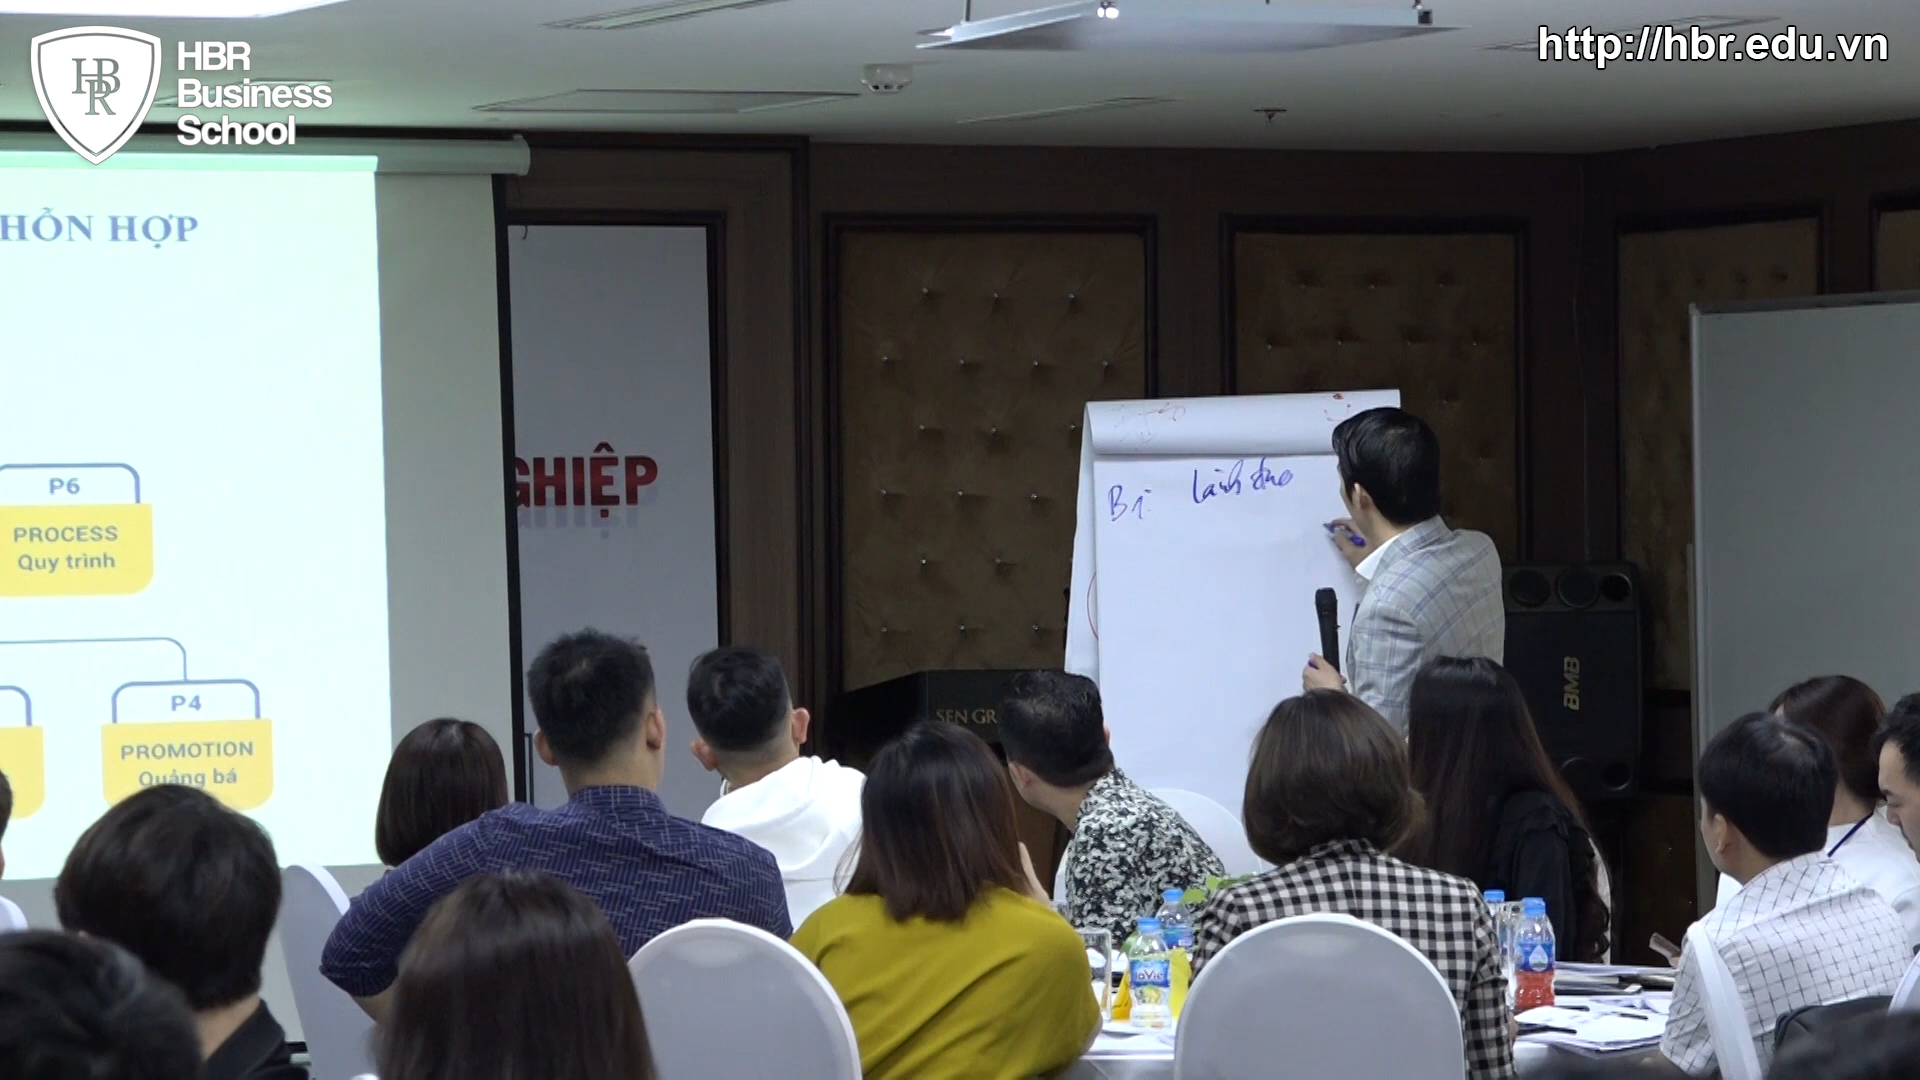 HBR
Business
School
http://hbr.edu.vn
HỖN HỢP
P6
PROCESS
Quy trình
P4
PROMOTION
Quảng bá
GHIỆP
B1:
Lãnh đạo
SEN GR
BMB
LaVie